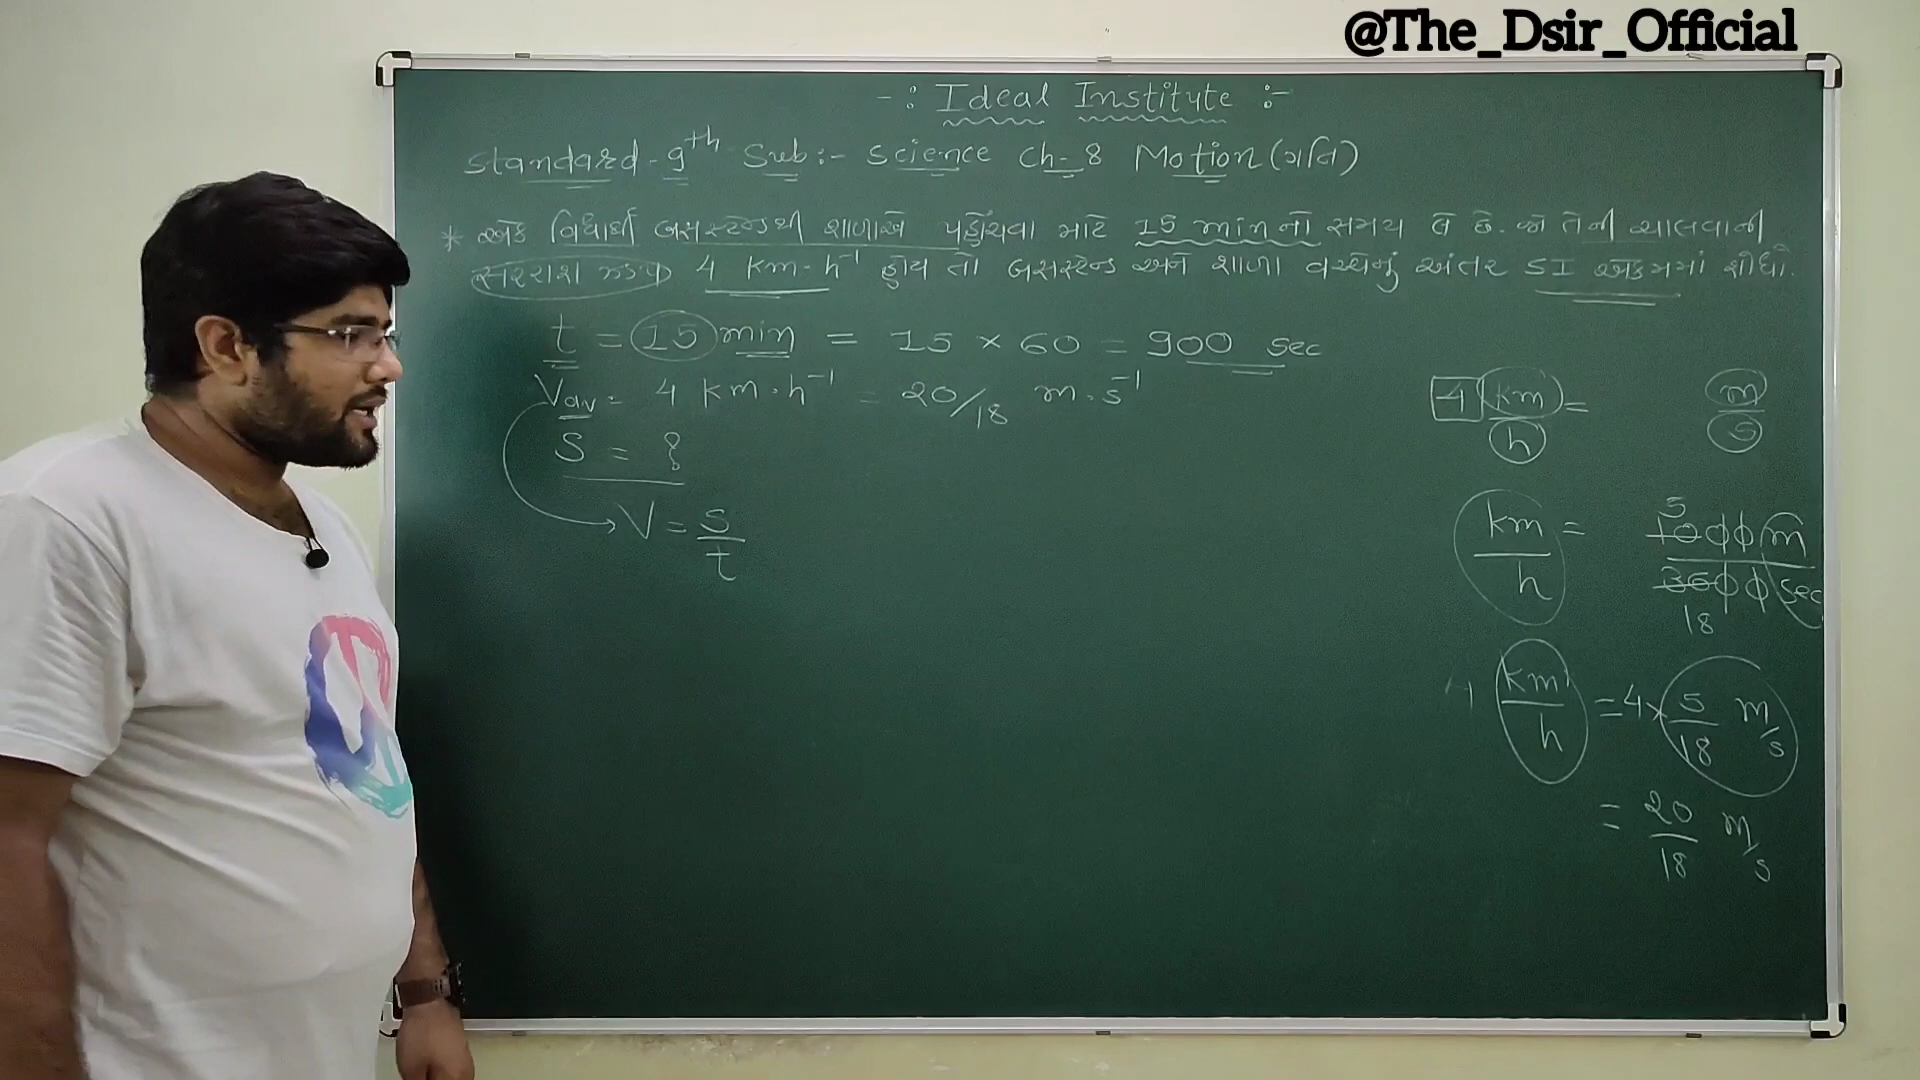 @The_Dsir_Official
-: Ideal Institute :-
Standard - 9th Sub:- Science Ch-8 Motion (ગતિ)
* એક વિદ્યાર્થી બસસ્ટેન્ડથી શાળાએ પહોંચવા માટે 15 min નો સમય લે છે. જો તેની ચાલવાની
સરરાશ ઝડપ 4 km·h⁻¹ હોય તો બસસ્ટેન્ડ અને શાળા વચ્ચેનું અંતર SI એકમમાં શોધો.
t = 15 min = 15 × 60 = 900 sec
Vav = 4 km·h⁻¹ = 20/18 m·s⁻¹
S = ?
V = s/t
4 km/h = m/s
km/h = 1000 m/3600 sec
5
18
4 km/h = 4 × 5/18 m/s
= 20/18 m/s